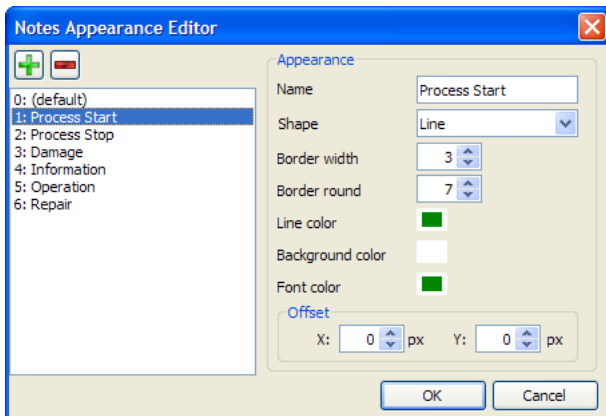 Notes Appearance Editor
0: (default)
1: Process Start
2: Process Stop
3: Damage
4: Information
5: Operation
6: Repair
Appearance
Name Process Start
Shape Line
Border width 3
Border round 7
Line color
Background color
Font color
Offset
X: 0 px Y: 0 px
OK Cancel